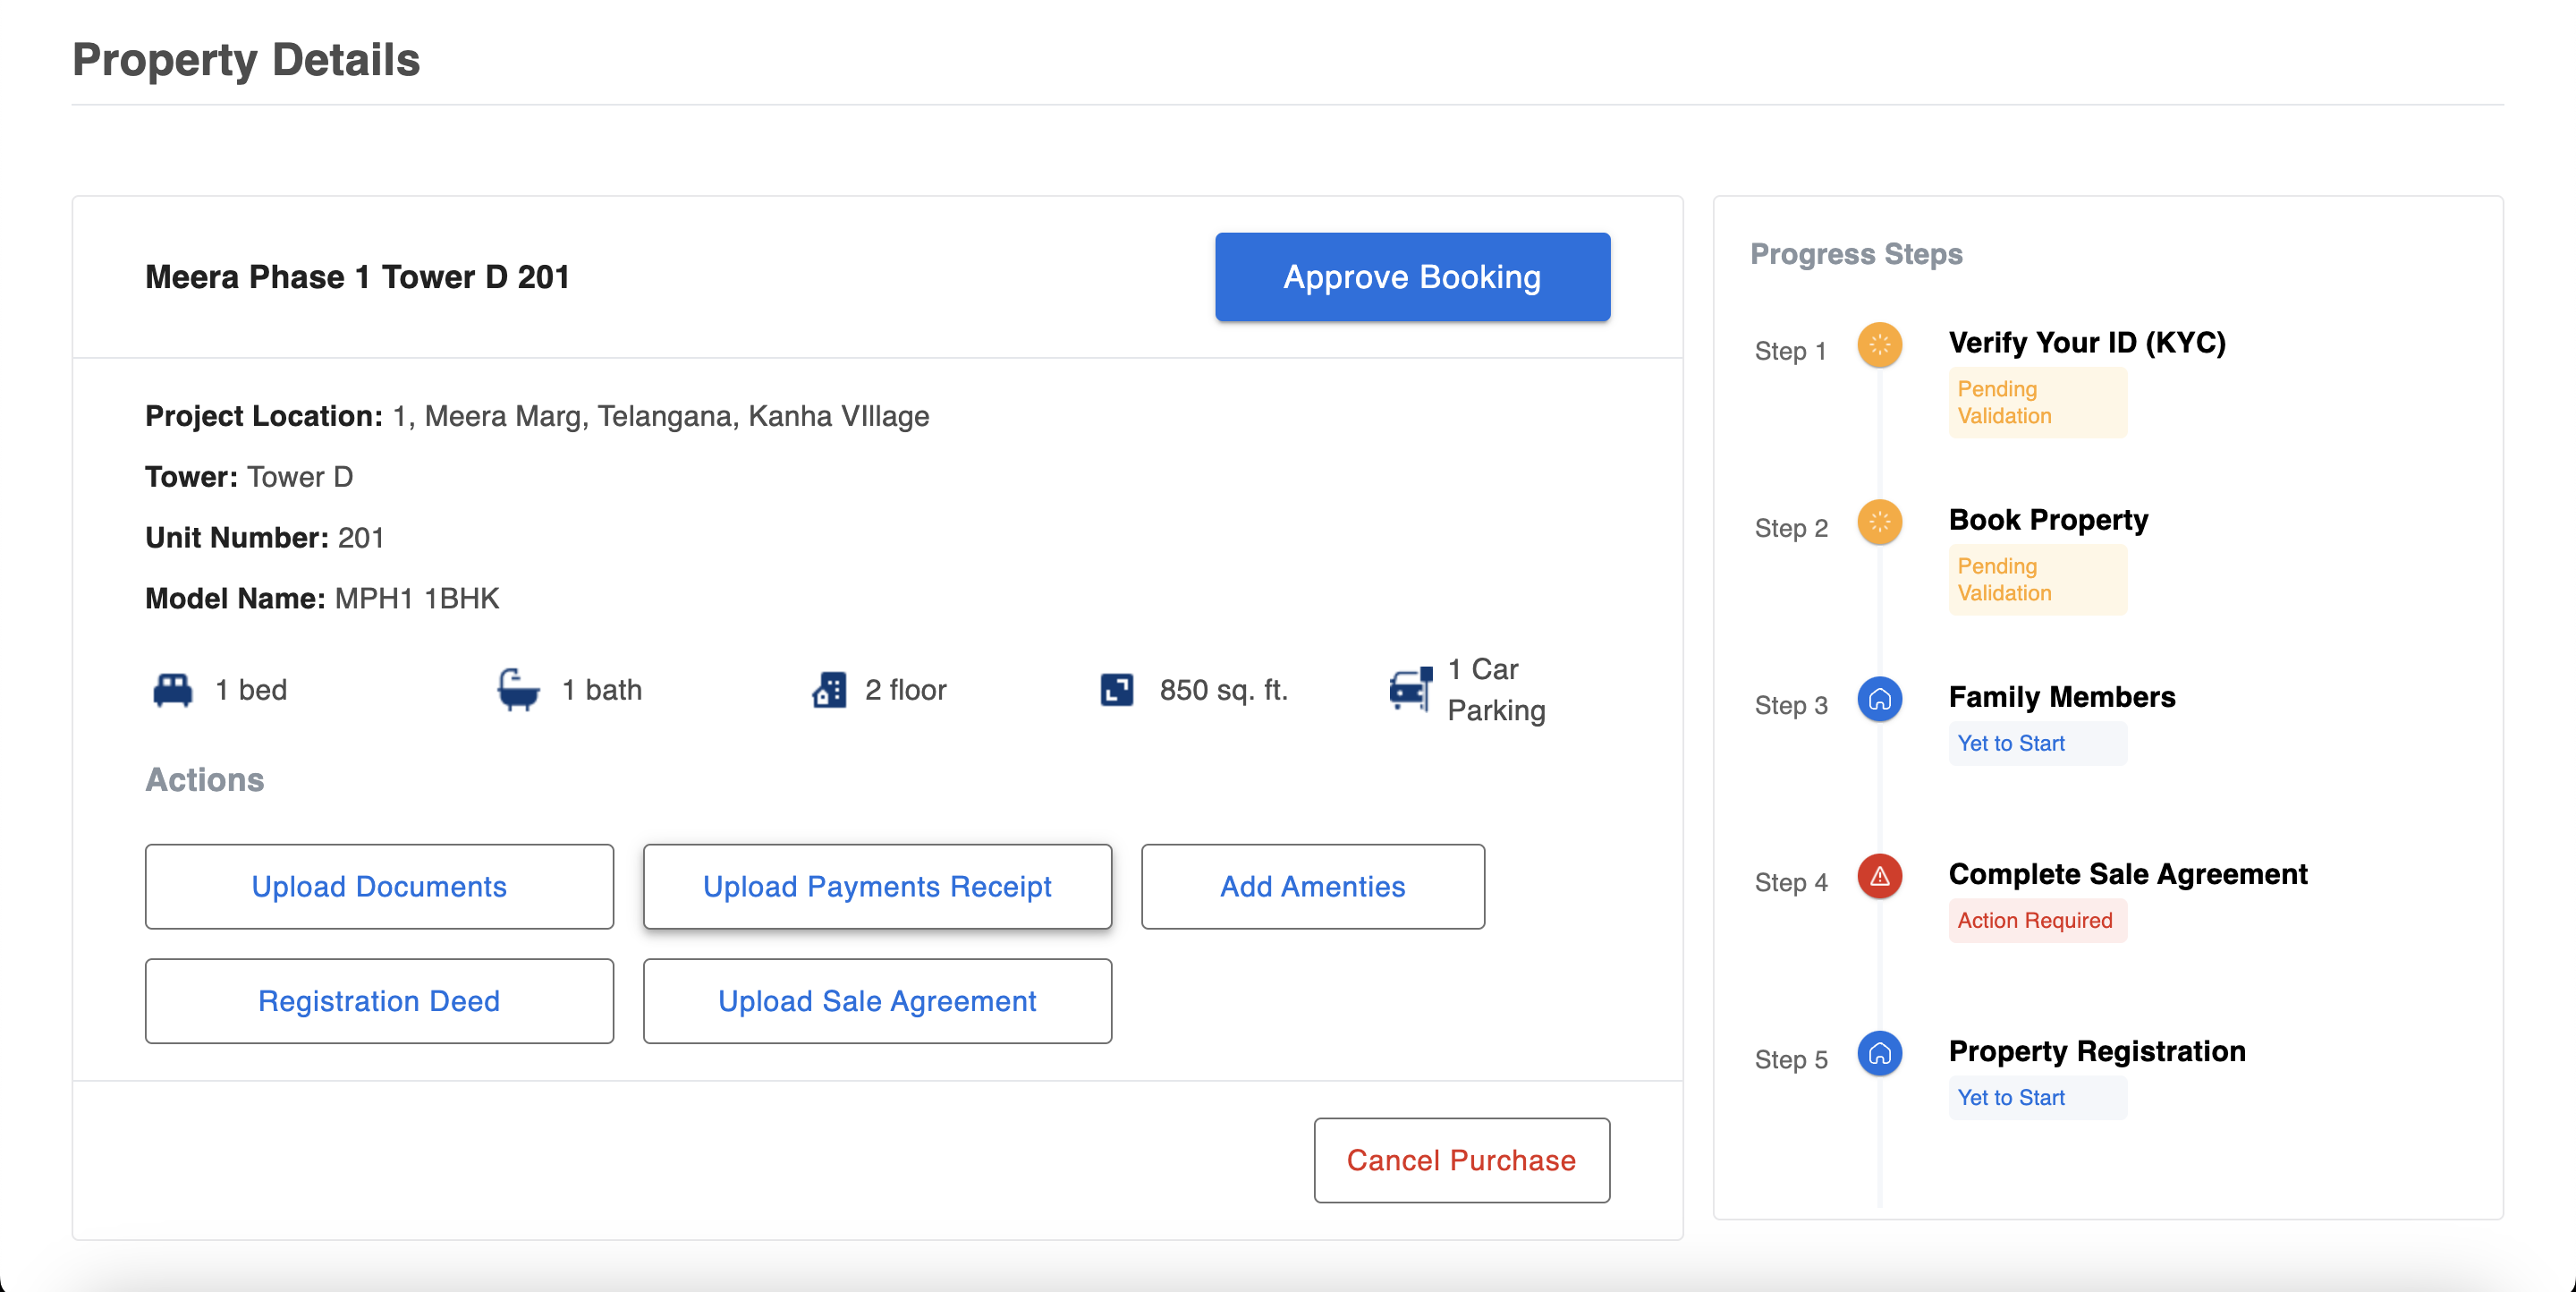 Property Details
Meera Phase 1 Tower D 201
Approve Booking
Project Location: 1, Meera Marg, Telangana, Kanha VIllage
Tower: Tower D
Unit Number: 201
Model Name: MPH1 1BHK
1 bed
1 bath
2 floor
850 sq. ft.
1 Car
Parking
Actions
Upload Documents
Upload Payments Receipt
Add Amenties
Registration Deed
Upload Sale Agreement
Cancel Purchase
Progress Steps
Step 1
Verify Your ID (KYC)
Pending
Validation
Step 2
Book Property
Pending
Validation
Step 3
Family Members
Yet to Start
Step 4
Complete Sale Agreement
Action Required
Step 5
Property Registration
Yet to Start